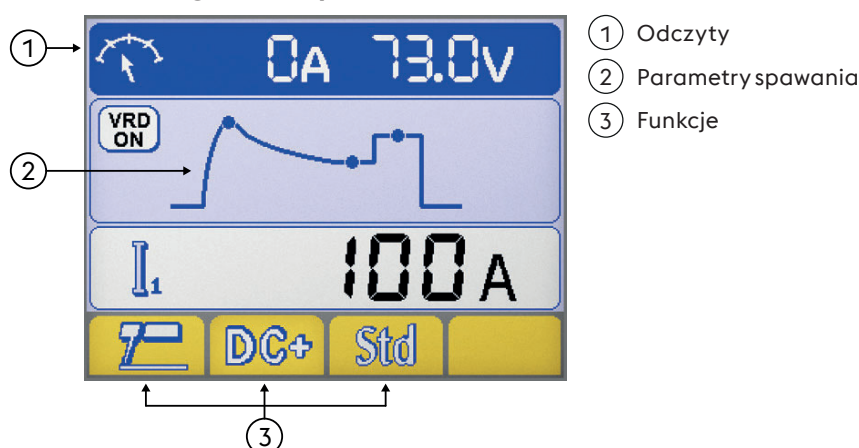 1
0A 73.0V
1 Odczyty
2 Parametry spawania
3 Funkcje
VRD
ON
2
I1
100A
DC+ Std
3